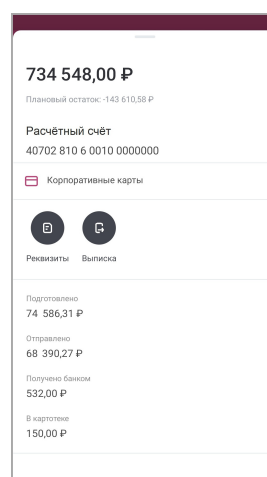 734 548,00 ₽
Плановый остаток: -143 610,58 ₽
Расчётный счёт
40702 810 6 0010 0000000
Корпоративные карты
Реквизиты Выписка
Подготовлено
74 586,31 ₽
Отправлено
68 390,27 ₽
Получено банком
532,00 ₽
В картотеке
150,00 ₽